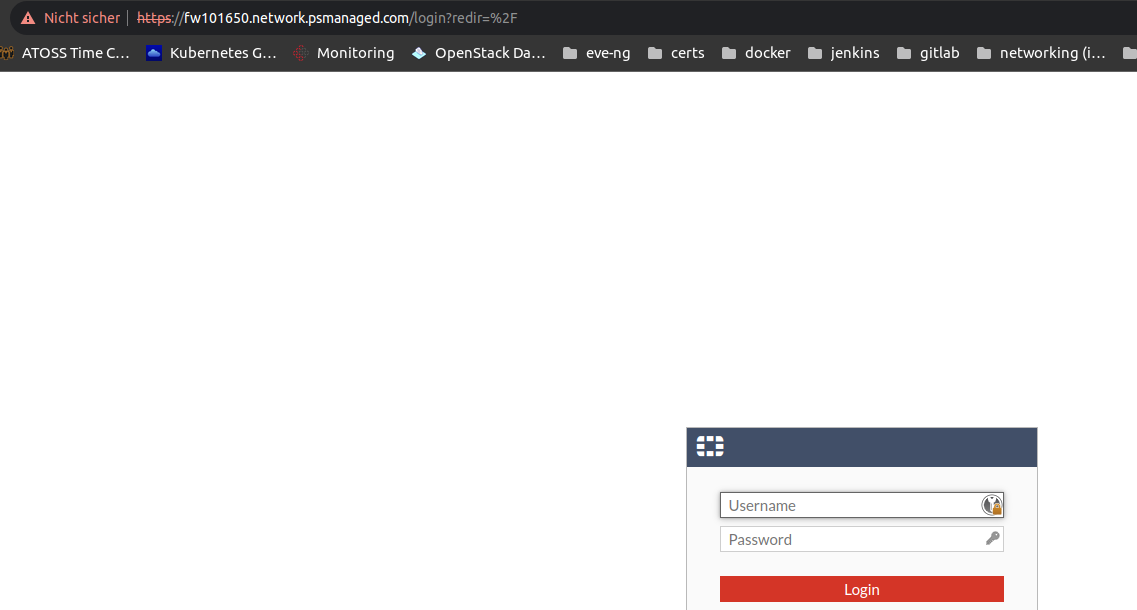 Nicht sicher | https://fw101650.network.psmanaged.com/login?redir=%2F
ATOSS Time C... Kubernetes G... Monitoring OpenStack Da... eve-ng certs docker jenkins gitlab networking (i...
Username
Password
Login